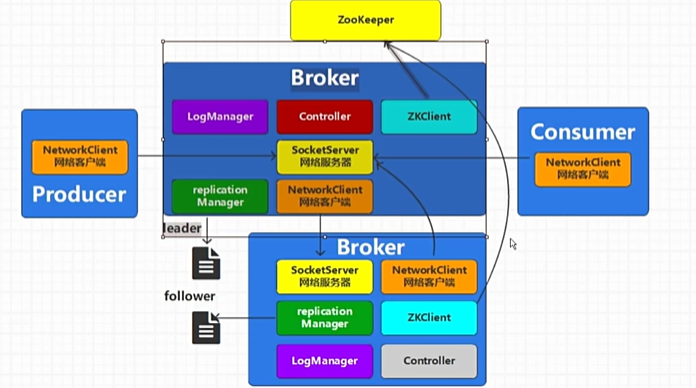 ZooKeeper
Broker
LogManager
Controller
ZKClient
NetworkClient
网络客户端
Producer
SocketServer
网络服务器
Consumer
NetworkClient
网络客户端
replication
Manager
NetworkClient
网络客户端
leader
Broker
SocketServer
网络服务器
NetworkClient
网络客户端
follower
replication
Manager
ZKClient
LogManager
Controller